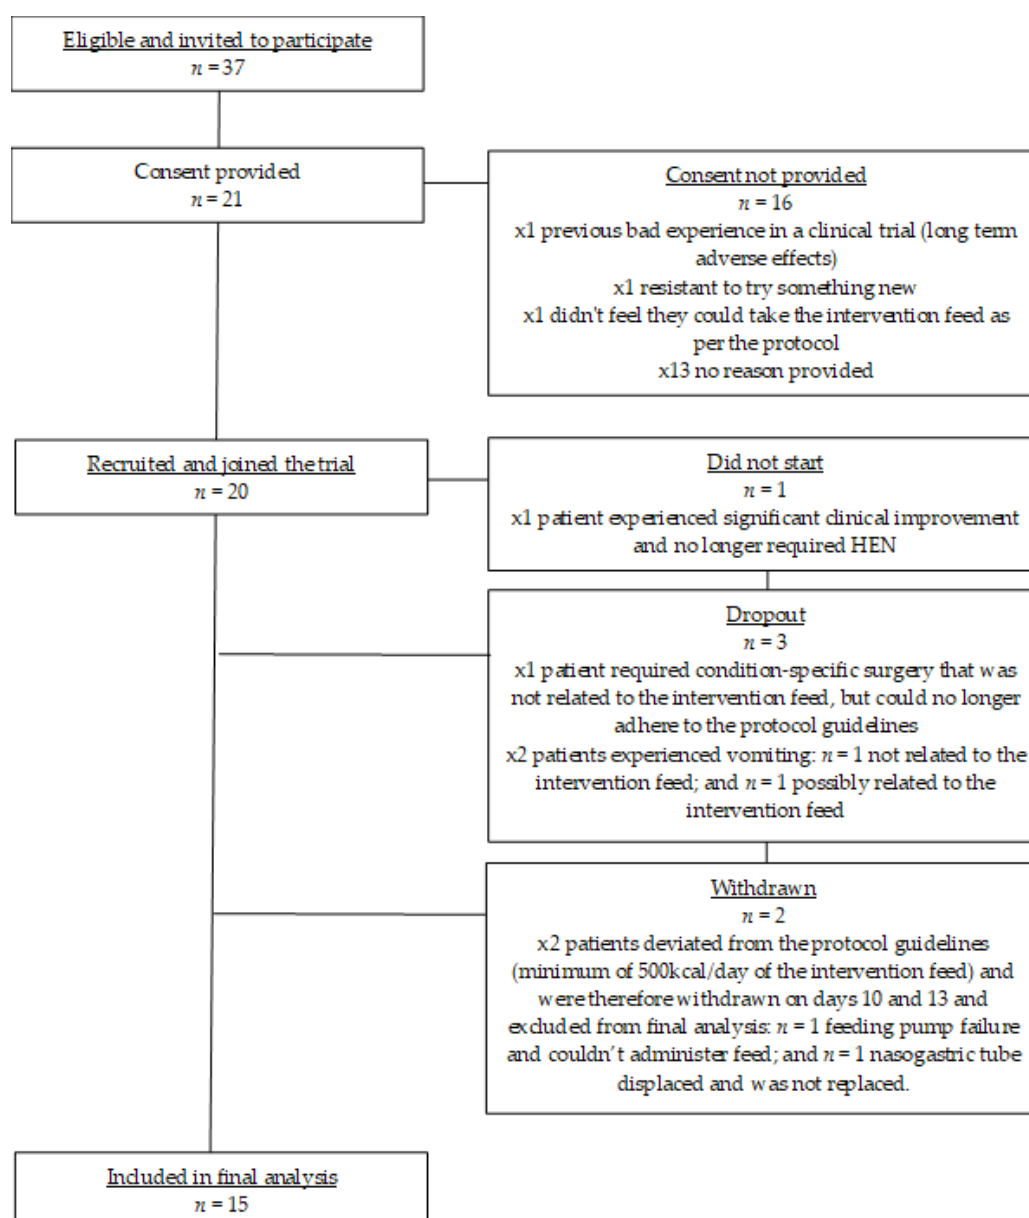 Eligible and invited to participate
n = 37
Consent provided
n = 21
Consent not provided
n = 16
x1 previous bad experience in a clinical trial (long term
adverse effects)
x1 resistant to try something new
x1 didn't feel they could take the intervention feed as
per the protocol
x13 no reason provided
Recruited and joined the trial
n = 20
Did not start
n = 1
x1 patient experienced significant clinical improvement
and no longer required HEN
Dropout
n = 3
x1 patient required condition-specific surgery that was
not related to the intervention feed, but could no longer
adhere to the protocol guidelines
x2 patients experienced vomiting: n = 1 not related to the
intervention feed; and n = 1 possibly related to the
intervention feed
Withdrawn
n = 2
x2 patients deviated from the protocol guidelines
(minimum of 500kcal/day of the intervention feed) and
were therefore withdrawn on days 10 and 13 and
excluded from final analysis: n = 1 feeding pump failure
and couldn’t administer feed; and n = 1 nasogastric tube
displaced and was not replaced.
Included in final analysis
n = 15